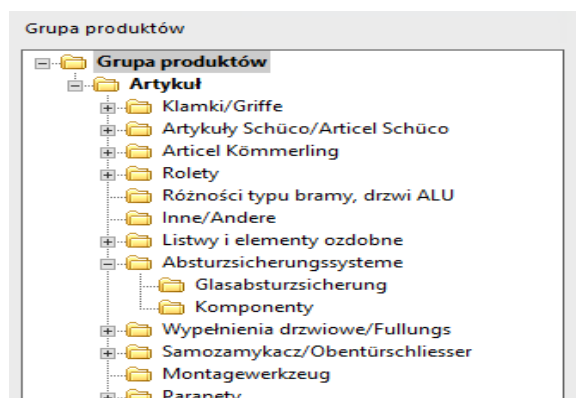 Grupa produktów
Grupa produktów
Artykuł
Klamki/Griffe
Artykuły Schüco/Articel Schüco
Articel Kömmerling
Rolety
Różności typu bramy, drzwi ALU
Inne/Andere
Listwy i elementy ozdobne
Absturzsicherungssysteme
Glasabsturzsicherung
Komponenty
Wypełnienia drzwiowe/Fullungs
Samozamykacz/Obentürschliesser
Montagewerkzeug
Parapety